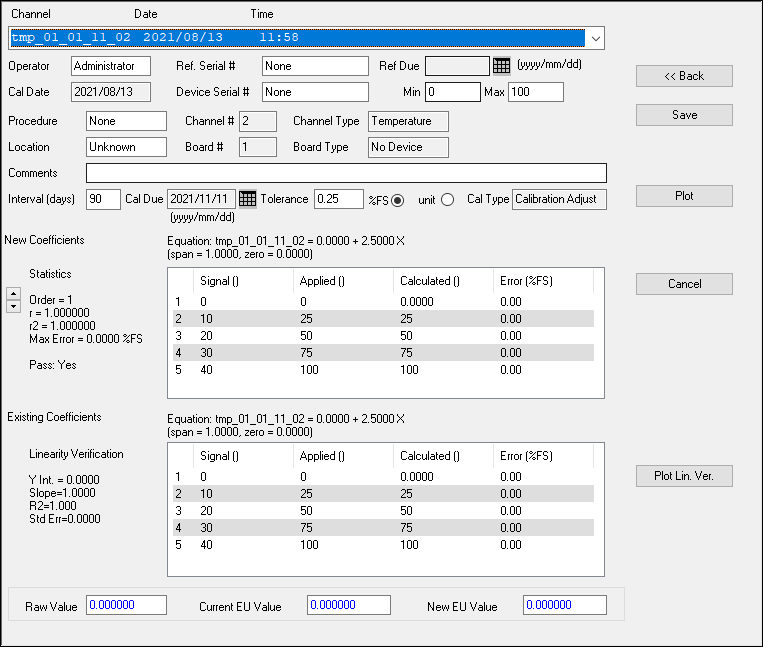 Channel Date Time
tmp_01_01_11_02 2021/08/13 11:58
Operator Administrator Ref. Serial # None Ref Due (yyyy/mm/dd)
<< Back
Cal Date 2021/08/13 Device Serial # None Min 0 Max 100
Save
Procedure None Channel # 2 Channel Type Temperature
Location Unknown Board # 1 Board Type No Device
Comments
Interval (days) 90 Cal Due 2021/11/11 Tolerance 0.25 %FS unit Cal Type Calibration Adjust
Plot
(yyyy/mm/dd)
New Coefficients Equation: tmp_01_01_11_02 = 0.0000 + 2.5000 X
(span = 1.0000, zero = 0.0000)
Statistics
Signal () Applied () Calculated () Error (%FS)
Cancel
Order = 1
r = 1.000000
r2 = 1.000000
Max Error = 0.0000 %FS
Pass: Yes
1 0 0 0.0000 0.00
2 10 25 25 0.00
3 20 50 50 0.00
4 30 75 75 0.00
5 40 100 100 0.00
Existing Coefficients Equation: tmp_01_01_11_02 = 0.0000 + 2.5000 X
(span = 1.0000, zero = 0.0000)
Linearity Verification
Signal () Applied () Calculated () Error (%FS)
Y Int. = 0.0000
Slope=1.0000
R2=1.000
Std Err=0.0000
1 0 0 0.0000 0.00
2 10 25 25 0.00
3 20 50 50 0.00
4 30 75 75 0.00
5 40 100 100 0.00
Plot Lin. Ver.
Raw Value 0.000000 Current EU Value 0.000000 New EU Value 0.000000